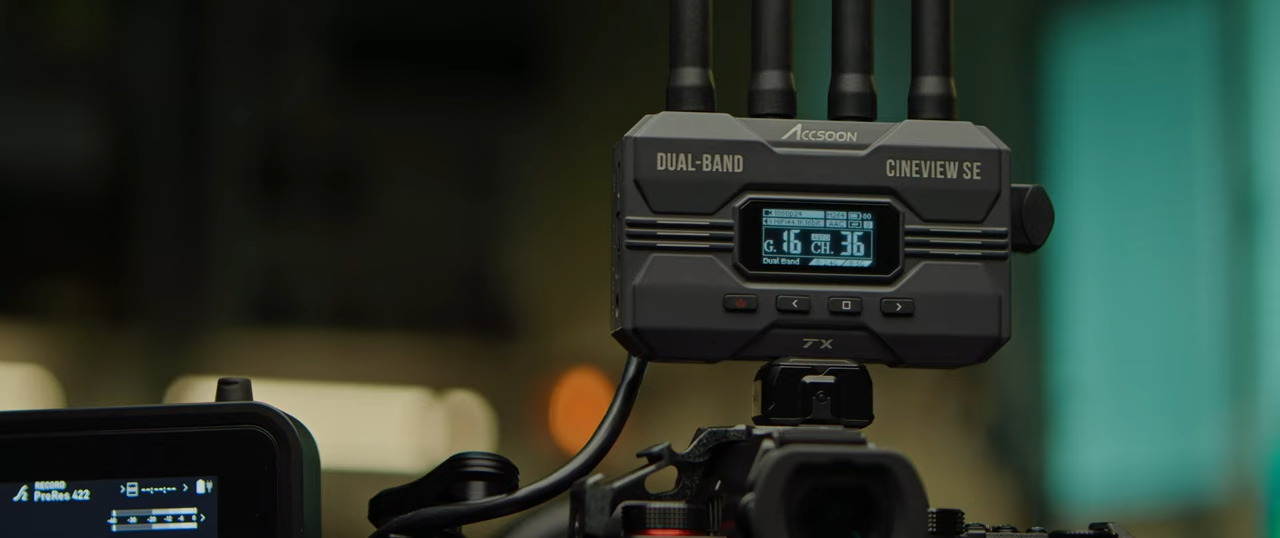 ACCSOON
DUAL-BAND
CINEVIEW SE
G. 16 CH. 36
Dual Band
TX
RECORD
ProRes 422